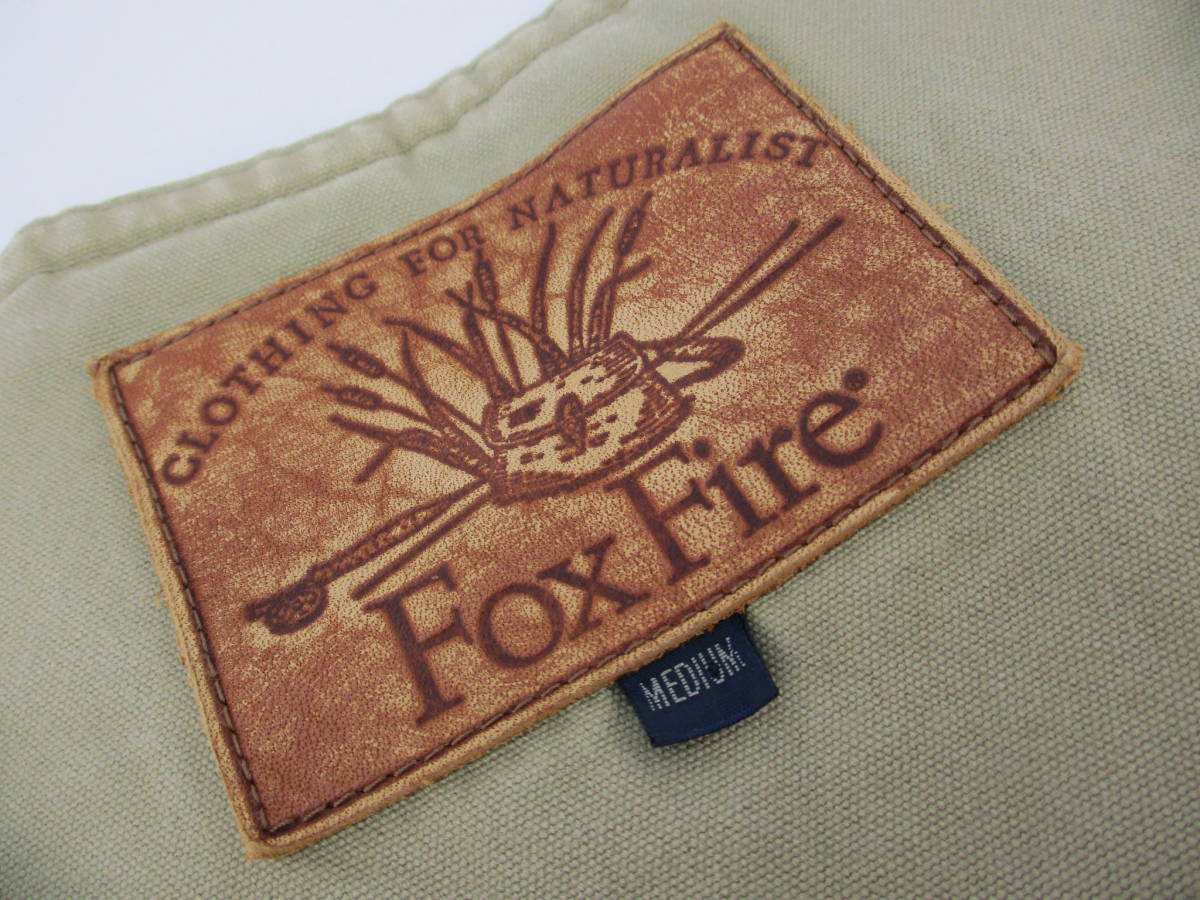 CLOTHING FOR NATURALIST
Fox Fire®
MEDIUM